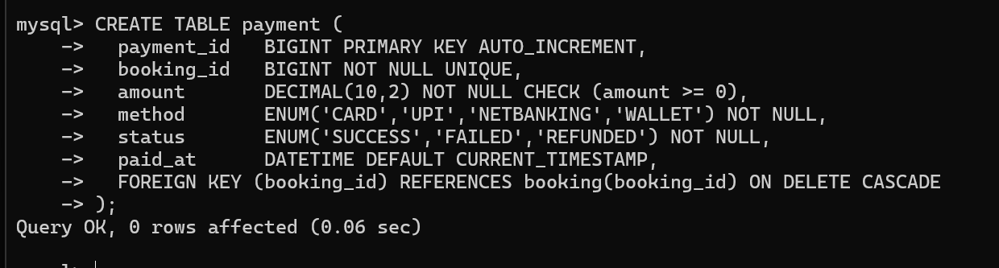 mysql> CREATE TABLE payment (
    ->   payment_id   BIGINT PRIMARY KEY AUTO_INCREMENT,
    ->   booking_id   BIGINT NOT NULL UNIQUE,
    ->   amount       DECIMAL(10,2) NOT NULL CHECK (amount >= 0),
    ->   method       ENUM('CARD','UPI','NETBANKING','WALLET') NOT NULL,
    ->   status       ENUM('SUCCESS','FAILED','REFUNDED') NOT NULL,
    ->   paid_at      DATETIME DEFAULT CURRENT_TIMESTAMP,
    ->   FOREIGN KEY (booking_id) REFERENCES booking(booking_id) ON DELETE CASCADE
    -> );
Query OK, 0 rows affected (0.06 sec)